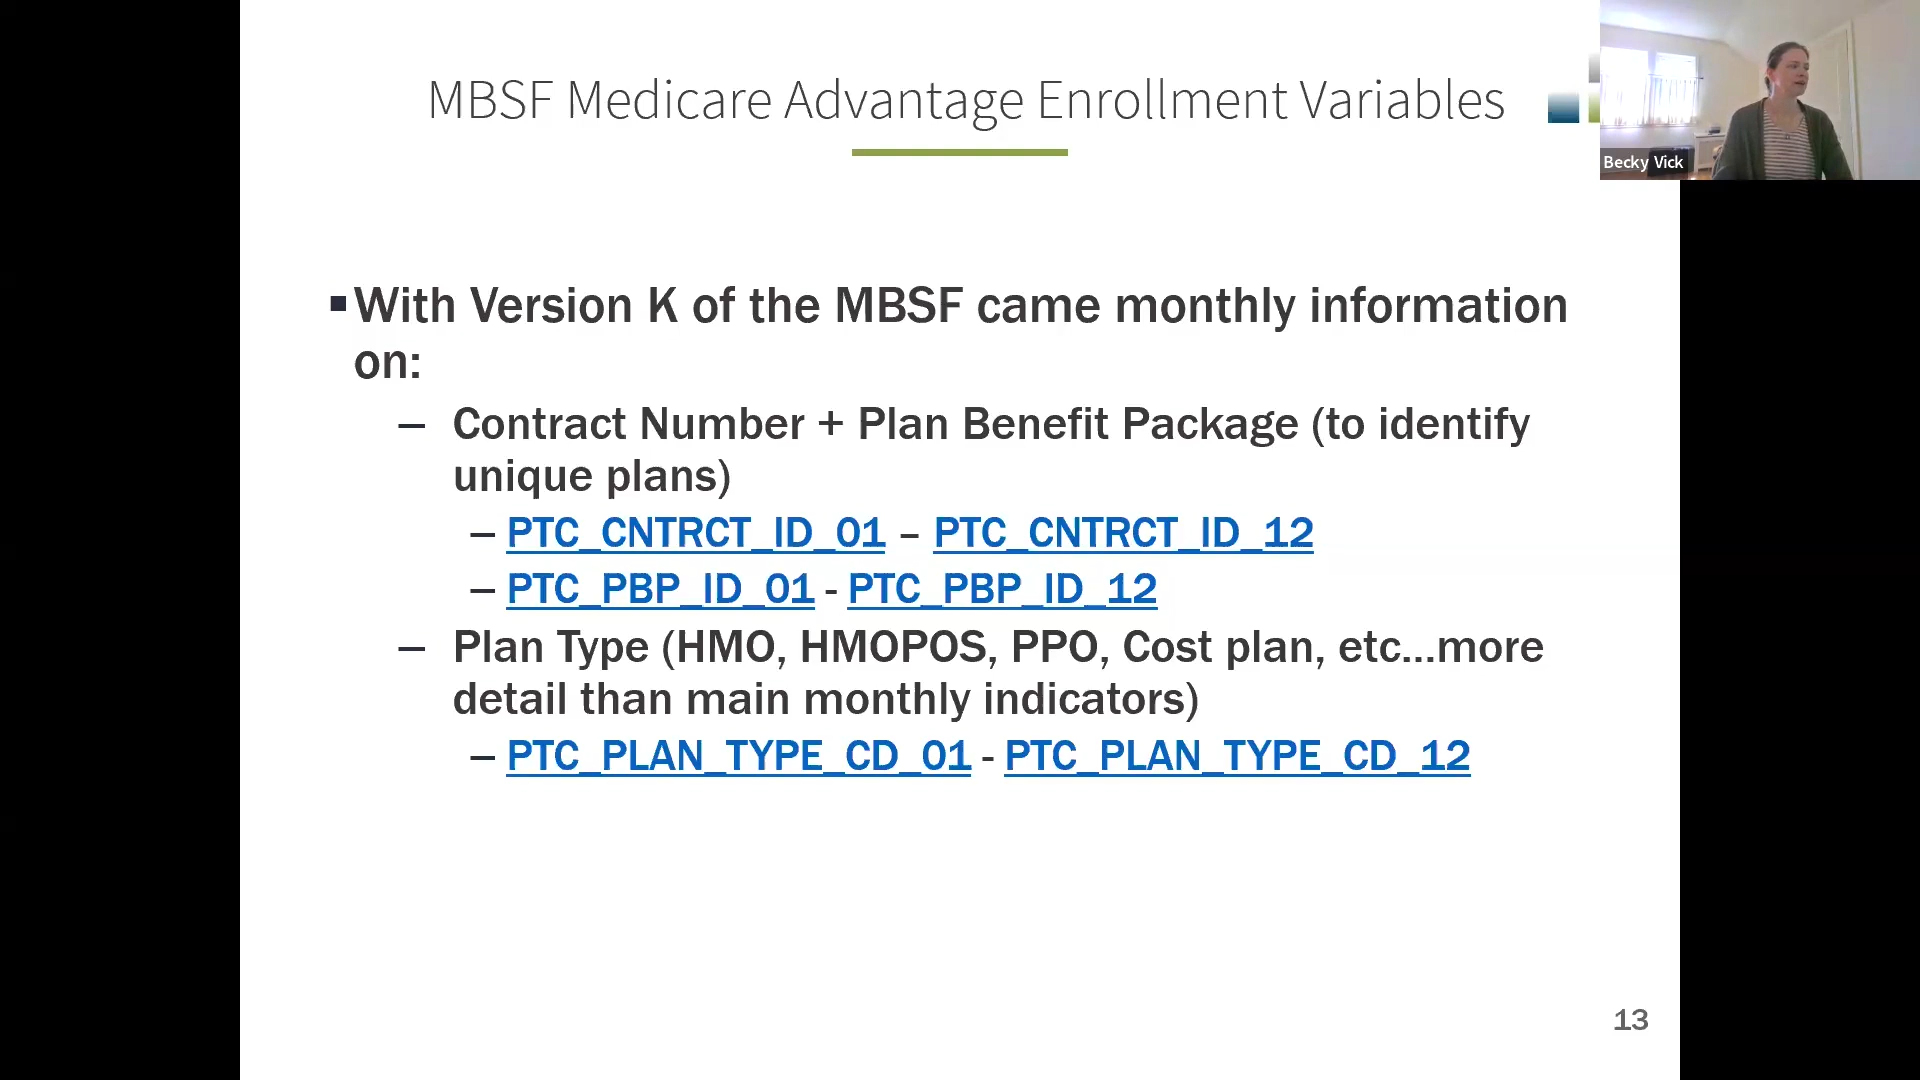 MBSF Medicare Advantage Enrollment Variables
Becky Vick
▪With Version K of the MBSF came monthly information
on:
– Contract Number + Plan Benefit Package (to identify
unique plans)
– PTC_CNTRCT_ID_01 – PTC_CNTRCT_ID_12
– PTC_PBP_ID_01 - PTC_PBP_ID_12
– Plan Type (HMO, HMOPOS, PPO, Cost plan, etc...more
detail than main monthly indicators)
– PTC_PLAN_TYPE_CD_01 - PTC_PLAN_TYPE_CD_12
13